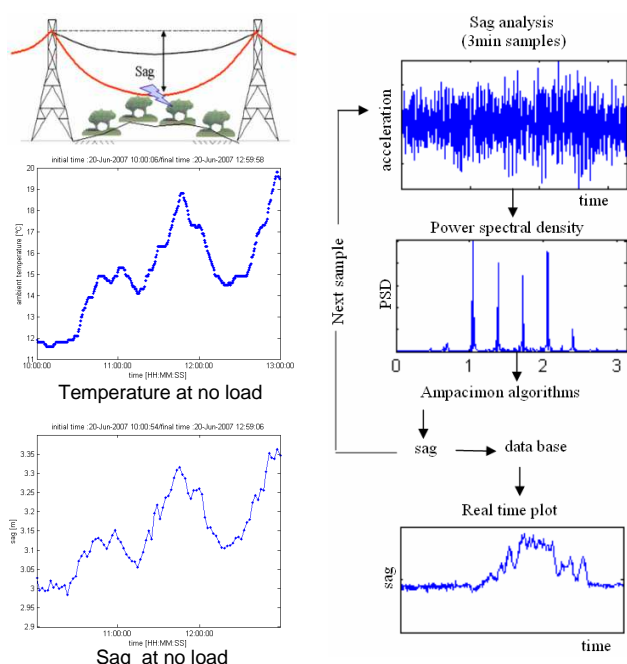 Sag
initial time :20-Jun-2007 10:00:06/final time :20-Jun-2007 12:59:58
20
19
18
17
16
15
14
13
12
11
ambient temperature [°C]
10:00:00 11:00:00 12:00:00 13:00:00
time [HH:MM:SS]
Temperature at no load
initial time :20-Jun-2007 10:00:54/final time :20-Jun-2007 12:59:06
3.35
3.3
3.25
3.2
3.15
3.1
3.05
3
2.95
2.9
sag [m]
11:00:00 12:00:00
time [HH:MM:SS]
Sag at no load
Sag analysis
(3min samples)
acceleration
time
Power spectral density
PSD
0 1 2 3
Next sample
Ampacimon algorithms
sag data base
Real time plot
sag
time